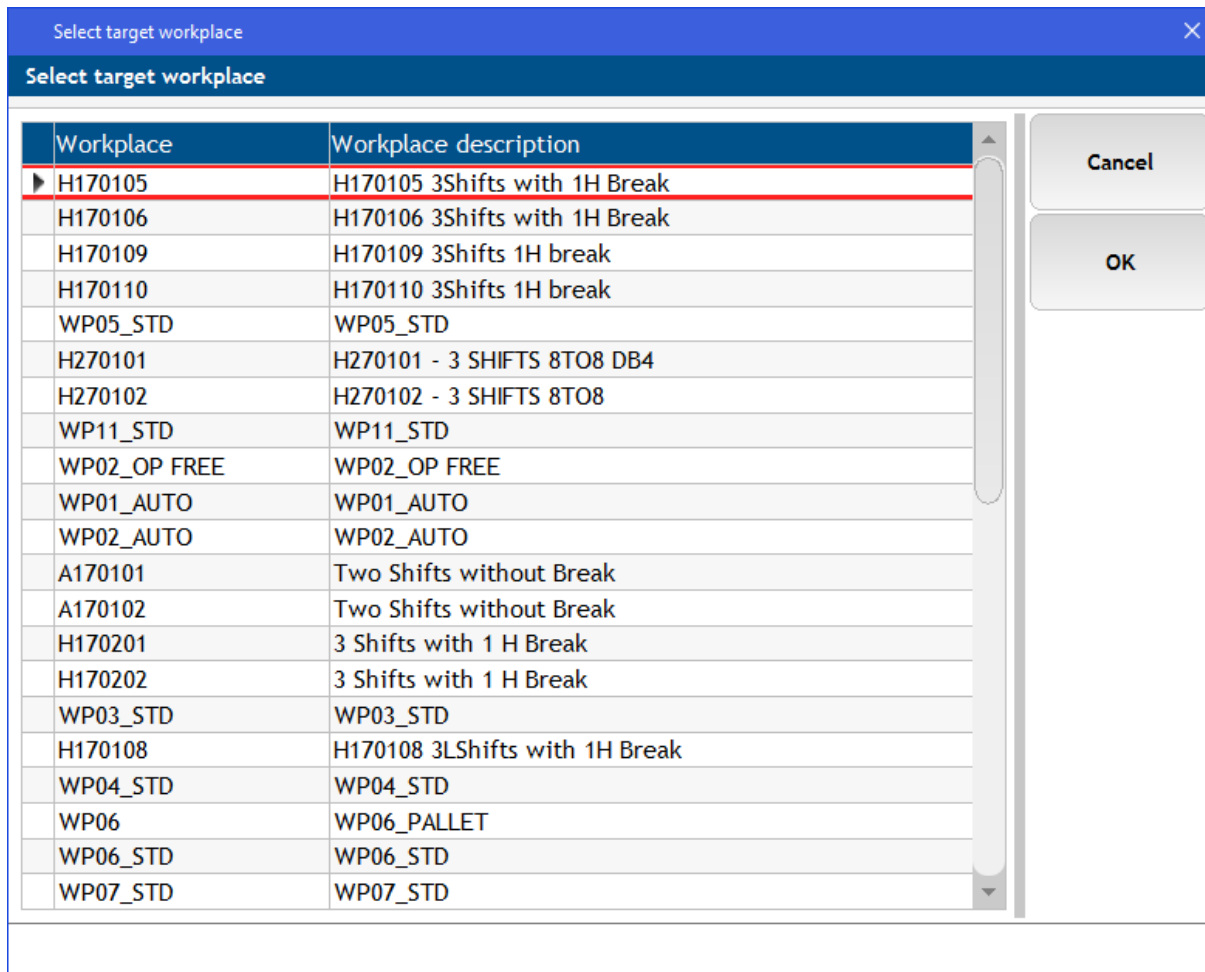 Select target workplace
Select target workplace
Workplace Workplace description
H170105 H170105 3Shifts with 1H Break
H170106 H170106 3Shifts with 1H Break
H170109 H170109 3Shifts 1H break
H170110 H170110 3Shifts 1H break
WP05_STD WP05_STD
H270101 H270101 - 3 SHIFTS 8TO8 DB4
H270102 H270102 - 3 SHIFTS 8TO8
WP11_STD WP11_STD
WP02_OP FREE WP02_OP FREE
WP01_AUTO WP01_AUTO
WP02_AUTO WP02_AUTO
A170101 Two Shifts without Break
A170102 Two Shifts without Break
H170201 3 Shifts with 1 H Break
H170202 3 Shifts with 1 H Break
WP03_STD WP03_STD
H170108 H170108 3LShifts with 1H Break
WP04_STD WP04_STD
WP06 WP06_PALLET
WP06_STD WP06_STD
WP07_STD WP07_STD
Cancel
OK